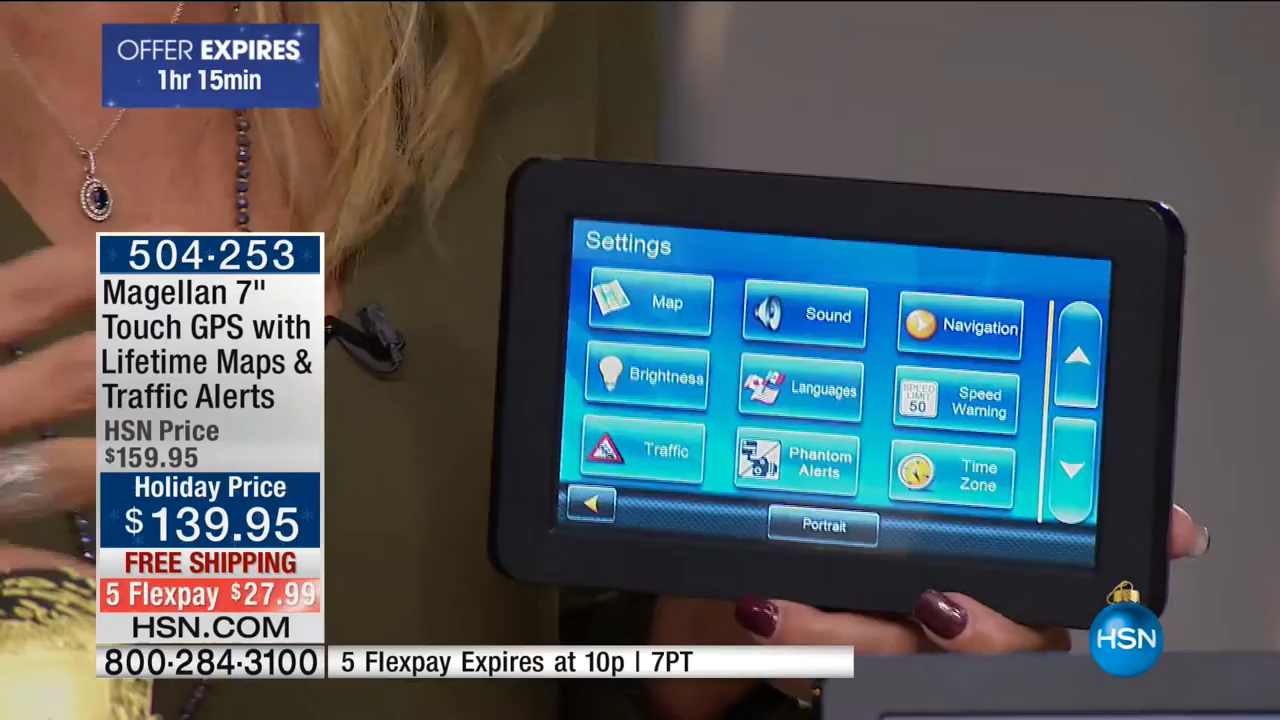 OFFER EXPIRES
1hr 15min
504·253
Magellan 7"
Touch GPS with
Lifetime Maps &
Traffic Alerts
HSN Price
$159.95
Holiday Price
$139.95
FREE SHIPPING
5 Flexpay $27.99
HSN.COM
800·284·3100
5 Flexpay Expires at 10p | 7PT
Settings
Map
Sound
Navigation
Brightness
Languages
SPEED
LIMIT
50
Speed
Warning
Traffic
Phantom
Alerts
Time
Zone
Portrait
HSN